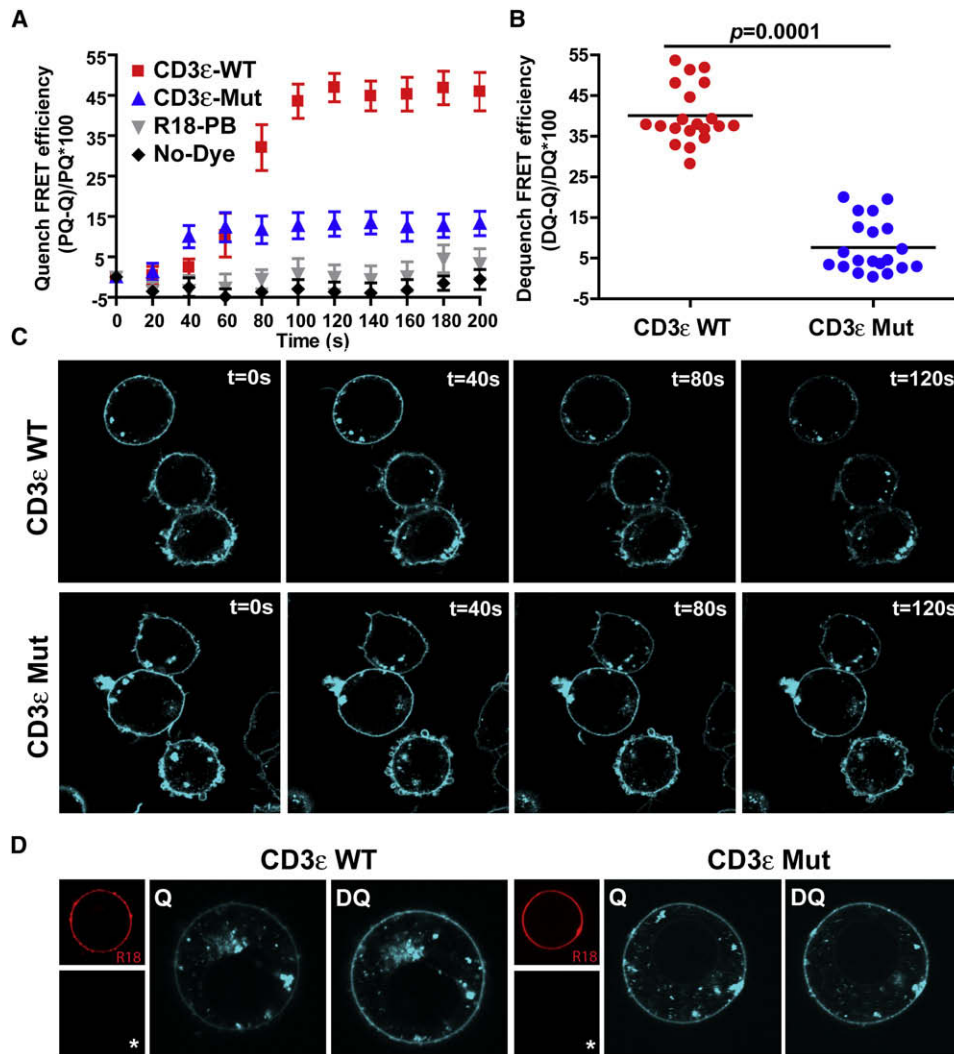 A
Quench FRET efficiency
(PQ-Q)/PQ*100
55
45
35
25
15
5
-5
CD3ε-WT
CD3ε-Mut
R18-PB
No-Dye
0 20 40 60 80 100 120 140 160 180 200
Time (s)
B
p=0.0001
Dequench FRET efficiency
(DQ-Q)/DQ*100
55
45
35
25
15
5
-5
CD3ε WT CD3ε Mut
C
CD3ε WT
t=0s t=40s t=80s t=120s
CD3ε Mut
t=0s t=40s t=80s t=120s
D
CD3ε WT CD3ε Mut
R18 Q DQ R18 Q DQ
* *